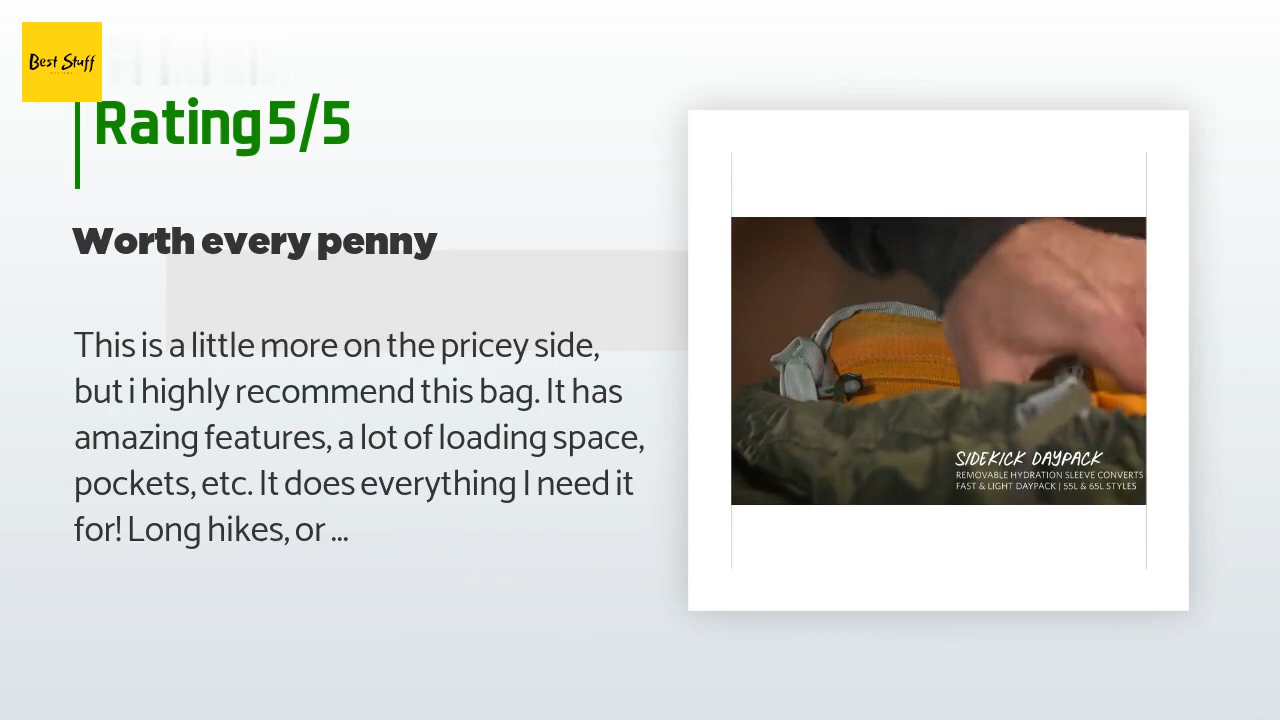 Best Stuff
Rating 5/5
Worth every penny
This is a little more on the pricey side,
but i highly recommend this bag. It has
amazing features, a lot of loading space,
pockets, etc. It does everything I need it
for! Long hikes, or ...
SIDEKICK DAYPACK
REMOVABLE HYDRATION SLEEVE CONVERTS
FAST & LIGHT DAYPACK | 55L & 65L STYLES